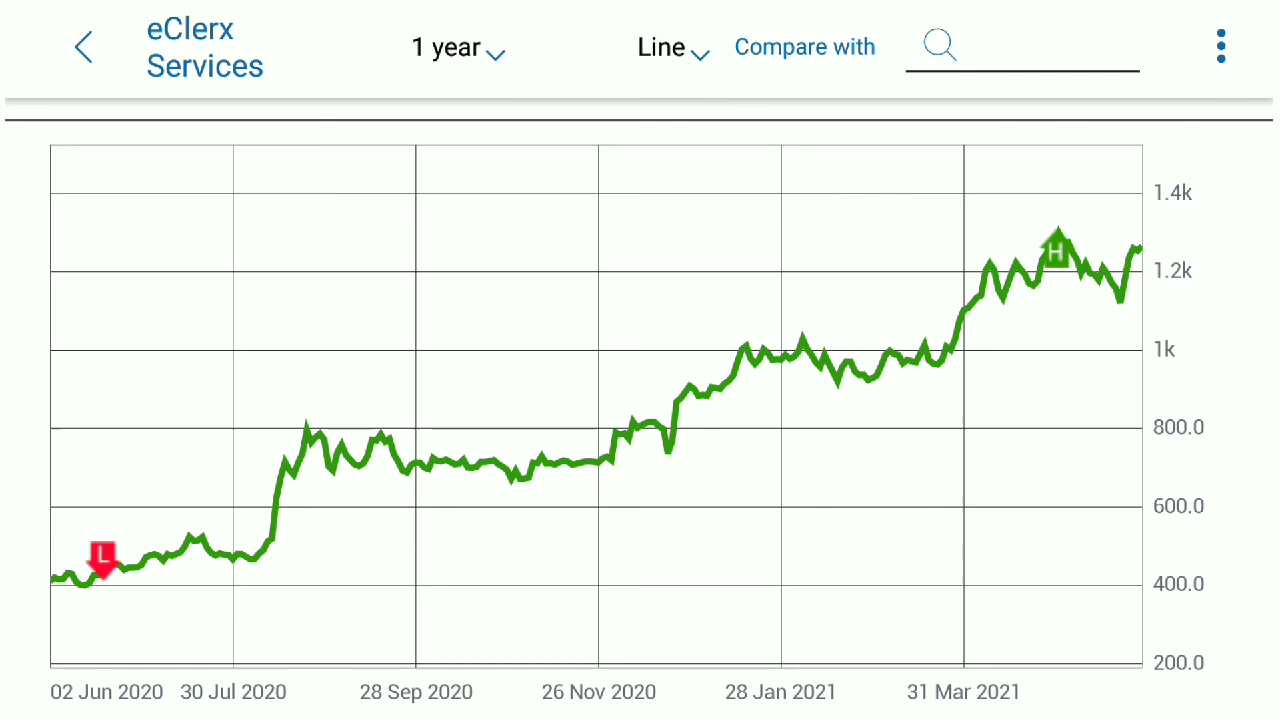 eClerx
Services
1 year
Line
Compare with
H
L
1.4k
1.2k
1k
800.0
600.0
400.0
200.0
02 Jun 2020 30 Jul 2020 28 Sep 2020 26 Nov 2020 28 Jan 2021 31 Mar 2021